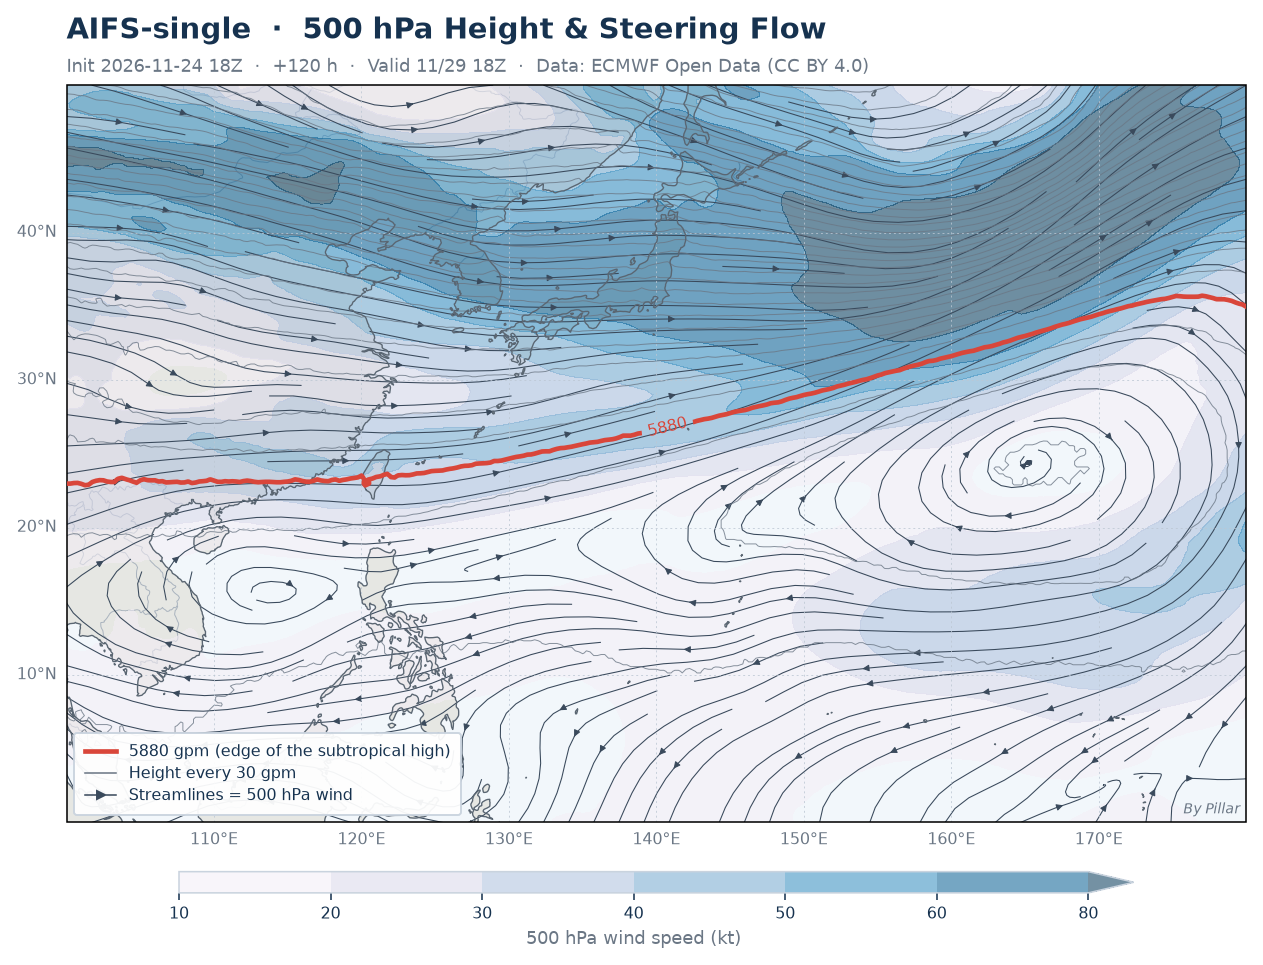 AIFS-single  ·  500 hPa Height & Steering Flow
Init 2026-11-24 18Z  ·  +120 h  ·  Valid 11/29 18Z  ·  Data: ECMWF Open Data (CC BY 4.0)
40°N
30°N
5880
20°N
10°N
5880 gpm (edge of the subtropical high)
Height every 30 gpm
Streamlines = 500 hPa wind
By Pillar
110°E 120°E 130°E 140°E 150°E 160°E 170°E
10 20 30 40 50 60 80
500 hPa wind speed (kt)